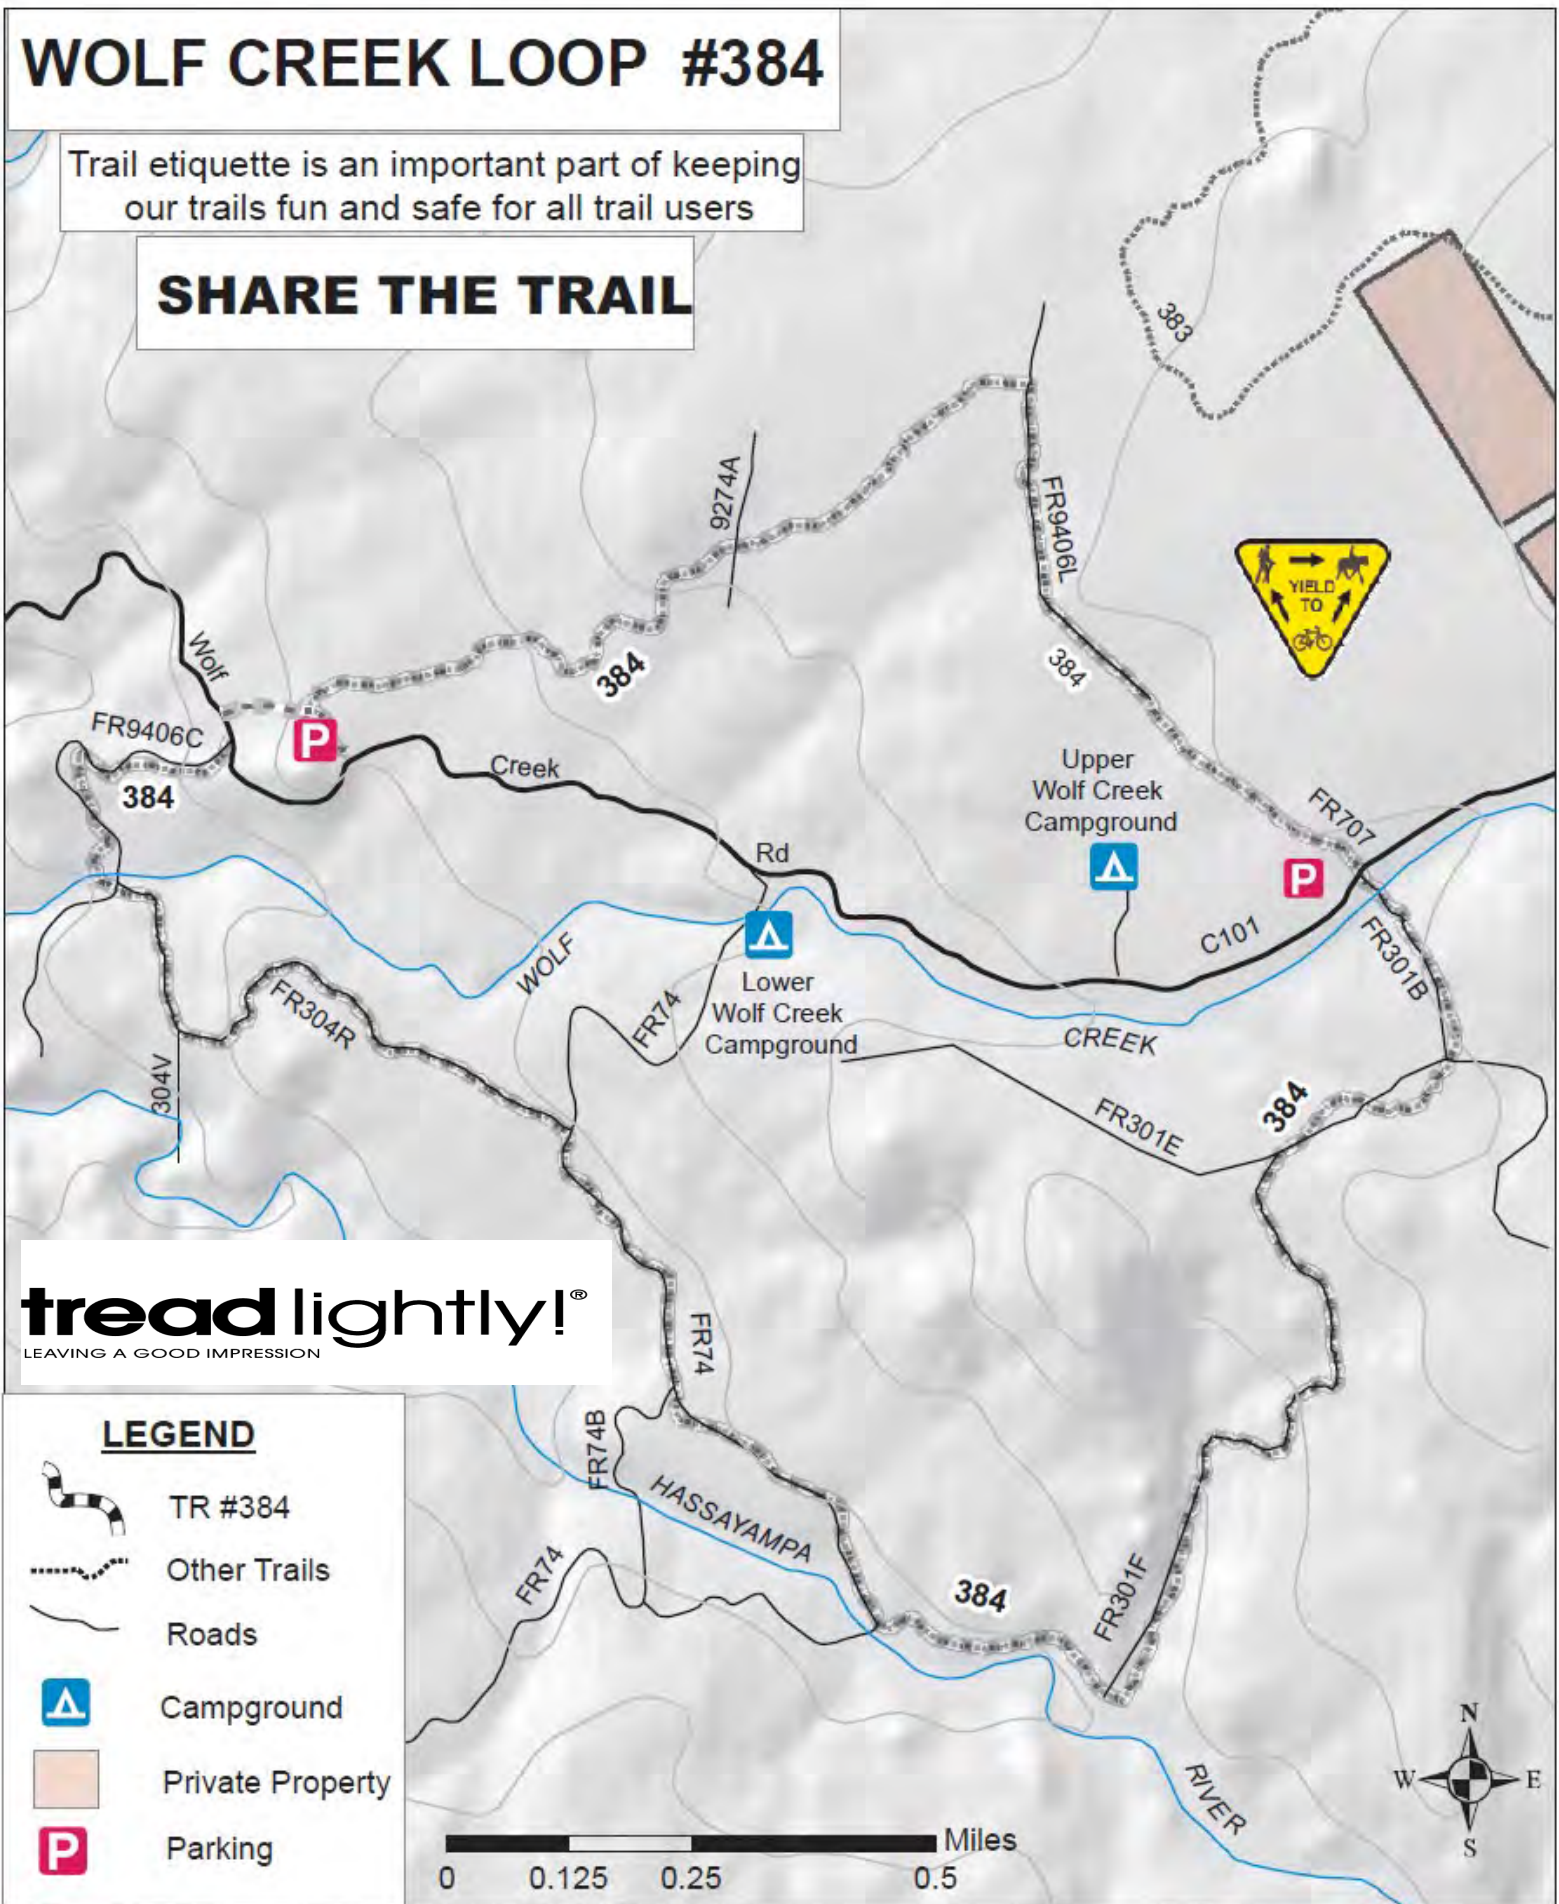 WOLF CREEK LOOP #384
Trail etiquette is an important part of keeping
our trails fun and safe for all trail users
SHARE THE TRAIL
383
9274A
FR9406L
YIELD
TO
Wolf
384
384
FR9406C
384
Creek
Upper
Wolf Creek
Campground
FR707
P
Rd
P
C101
FR301B
WOLF
Lower
Wolf Creek
Campground
FR74
FR304R
CREEK
304V
FR301E
384
tread lightly!®
LEAVING A GOOD IMPRESSION
FR74
FR74B
HASSAYAMPA
FR74
384
FR301F
RIVER
LEGEND
TR #384
Other Trails
Roads
Campground
Private Property
P Parking
Miles
0 0.125 0.25 0.5
N
W E
S